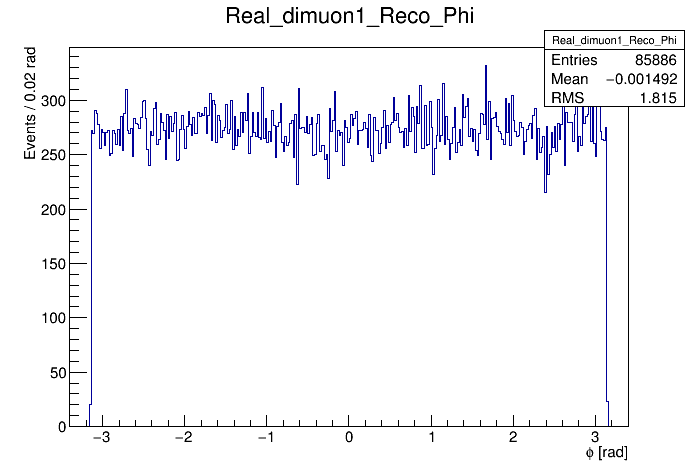 Real_dimuon1_Reco_Phi
Real_dimuon1_Reco_Phi
Entries 85886
Mean −0.001492
RMS 1.815
Events / 0.02 rad
300
250
200
150
100
50
0
−3 −2 −1 0 1 2 3
ϕ [rad]